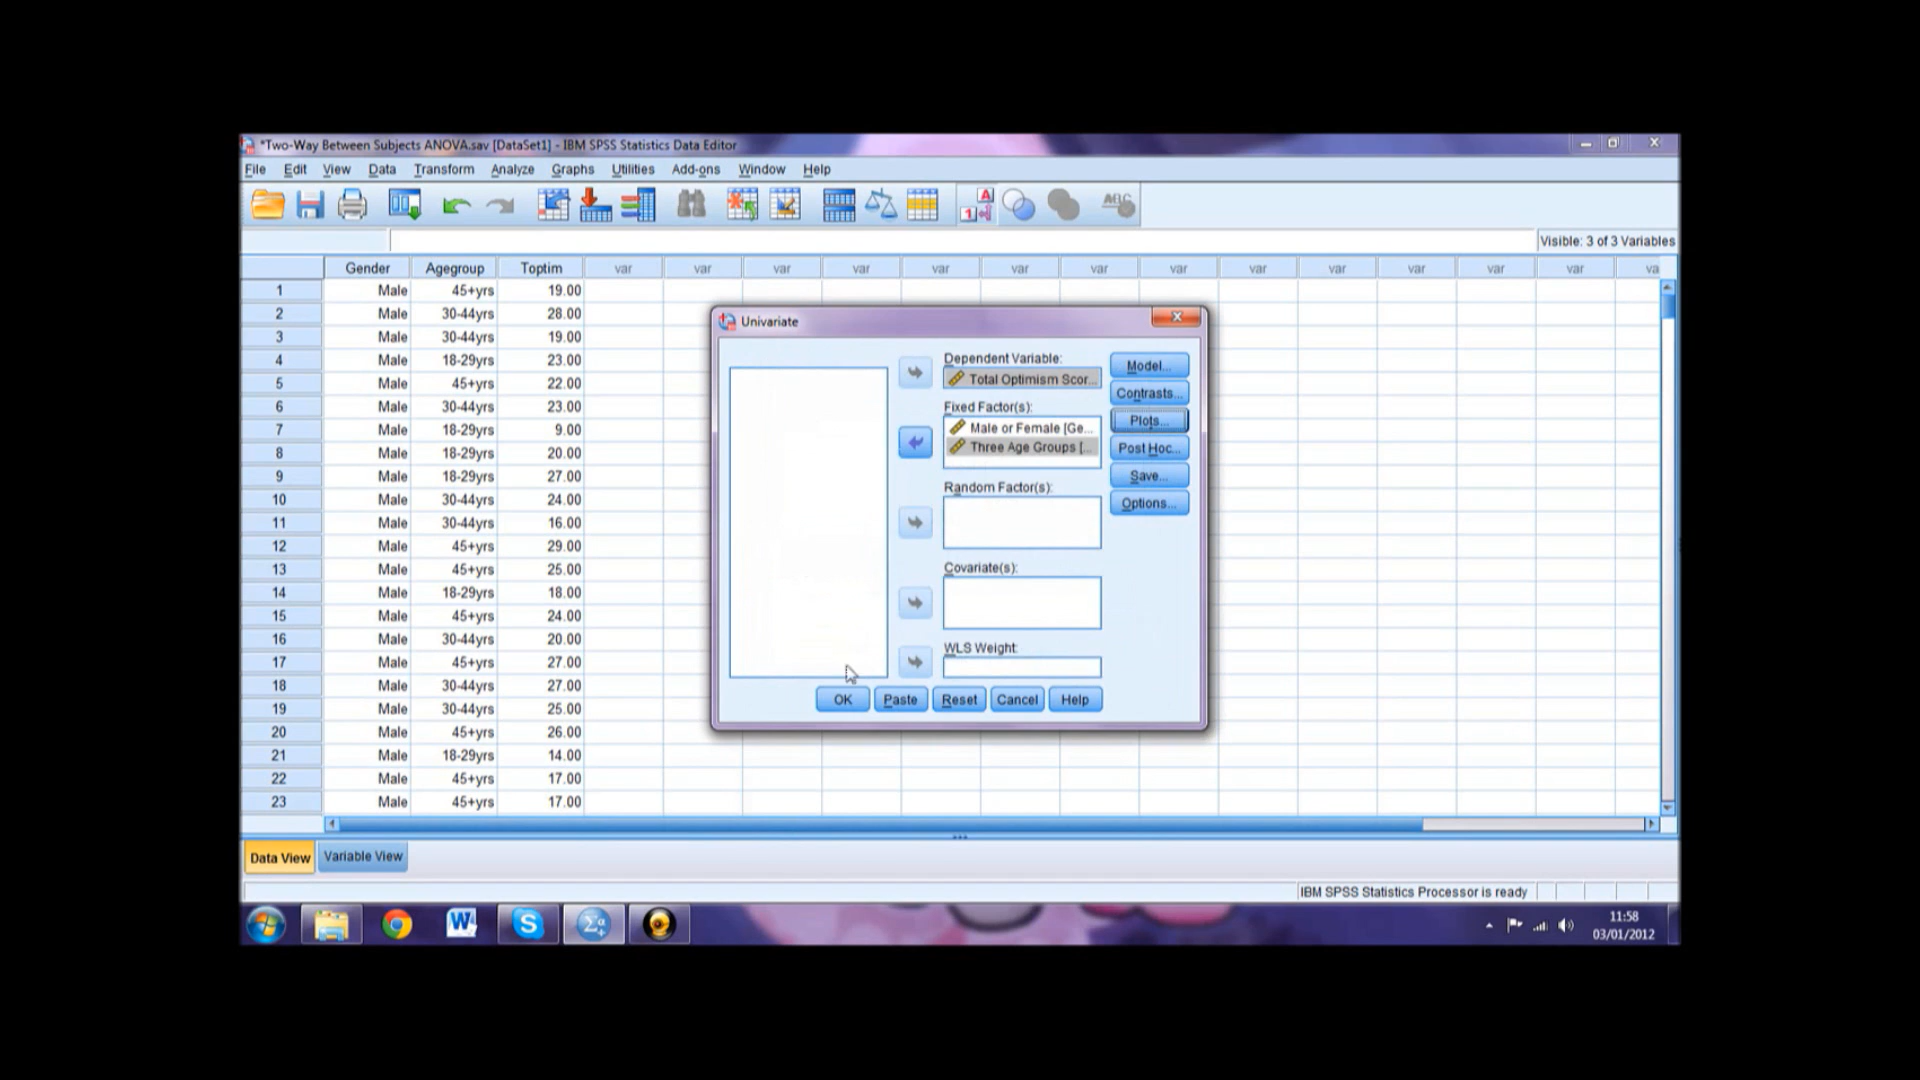 *Two-Way Between Subjects ANOVA.sav [DataSet1] - IBM SPSS Statistics Data Editor
File Edit View Data Transform Analyze Graphs Utilities Add-ons Window Help
Visible: 3 of 3 Variables
Gender Agegroup Toptim var var var var var var var var var var var var var va
1 Male 45+yrs 19.00
2 Male 30-44yrs 28.00
3 Male 30-44yrs 19.00
4 Male 18-29yrs 23.00
5 Male 45+yrs 22.00
6 Male 30-44yrs 23.00
7 Male 18-29yrs 9.00
8 Male 18-29yrs 20.00
9 Male 18-29yrs 27.00
10 Male 30-44yrs 24.00
11 Male 30-44yrs 16.00
12 Male 45+yrs 29.00
13 Male 45+yrs 25.00
14 Male 18-29yrs 18.00
15 Male 45+yrs 24.00
16 Male 30-44yrs 20.00
17 Male 45+yrs 27.00
18 Male 30-44yrs 27.00
19 Male 30-44yrs 25.00
20 Male 45+yrs 26.00
21 Male 18-29yrs 14.00
22 Male 45+yrs 17.00
23 Male 45+yrs 17.00
Univariate
Dependent Variable:
Total Optimism Scor...
Fixed Factor(s):
Male or Female [Ge...
Three Age Groups [...
Random Factor(s):
Covariate(s):
WLS Weight:
Model...
Contrasts...
Plots...
Post Hoc...
Save...
Options...
OK Paste Reset Cancel Help
Data View Variable View
IBM SPSS Statistics Processor is ready
11:58
03/01/2012